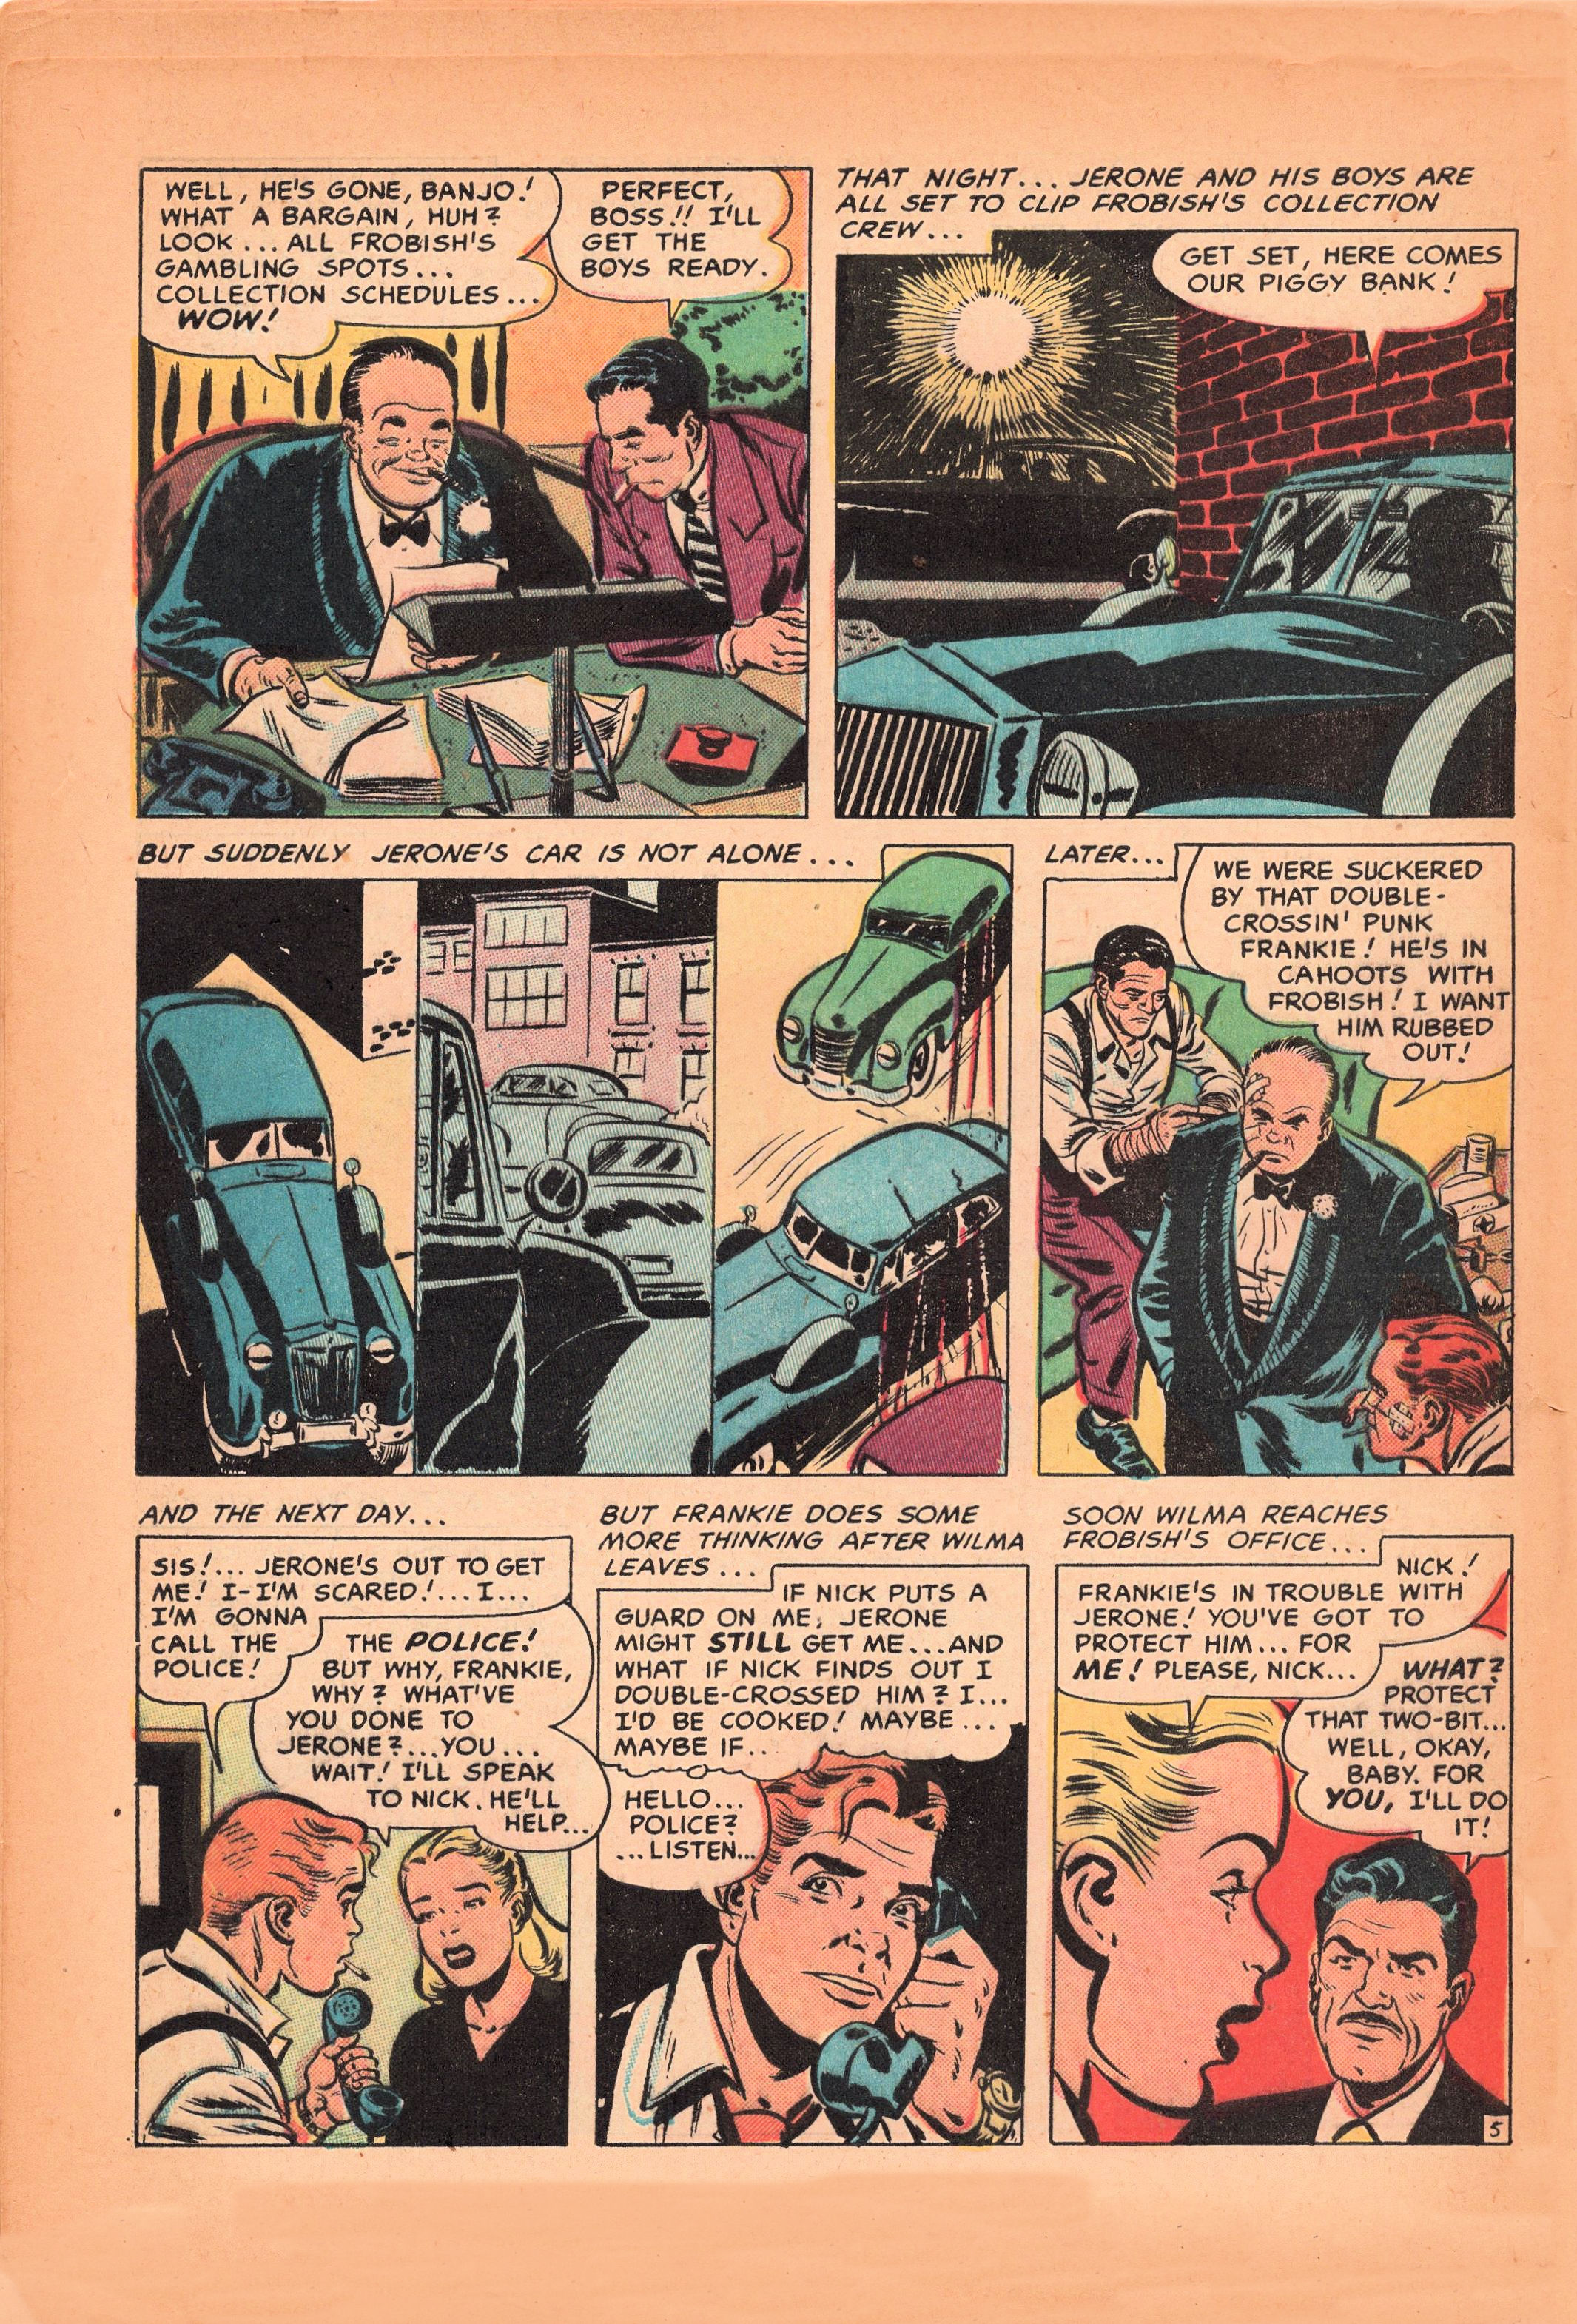 WELL, HE'S GONE, BANJO!
WHAT A BARGAIN, HUH?
LOOK... ALL FROBISH'S
GAMBLING SPOTS...
COLLECTION SCHEDULES...
WOW!
PERFECT,
BOSS!! I'LL
GET THE
BOYS READY.
THAT NIGHT... JERONE AND HIS BOYS ARE
ALL SET TO CLIP FROBISH'S COLLECTION
CREW...
GET SET, HERE COMES
OUR PIGGY BANK!
BUT SUDDENLY JERONE'S CAR IS NOT ALONE...
LATER...
WE WERE SUCKERED
BY THAT DOUBLE-
CROSSIN' PUNK
FRANKIE! HE'S IN
CAHOOTS WITH
FROBISH! I WANT
HIM RUBBED
OUT!
AND THE NEXT DAY...
SIS!... JERONE'S OUT TO GET
ME! I-I'M SCARED!...I...
I'M GONNA
CALL THE
POLICE!
THE POLICE!
BUT WHY, FRANKIE,
WHY? WHAT'VE
YOU DONE TO
JERONE?...YOU...
WAIT! I'LL SPEAK
TO NICK. HE'LL
HELP...
BUT FRANKIE DOES SOME
MORE THINKING AFTER WILMA
LEAVES...
IF NICK PUTS A
GUARD ON ME, JERONE
MIGHT STILL GET ME...AND
WHAT IF NICK FINDS OUT I
DOUBLE-CROSSED HIM? I...
I'D BE COOKED! MAYBE...
MAYBE IF..
HELLO...
POLICE?
...LISTEN...
SOON WILMA REACHES
FROBISH'S OFFICE...
NICK!
FRANKIE'S IN TROUBLE WITH
JERONE! YOU'VE GOT TO
PROTECT HIM... FOR
ME! PLEASE, NICK...
WHAT?
PROTECT
THAT TWO-BIT...
WELL, OKAY,
BABY. FOR
YOU, I'LL DO
IT!
5